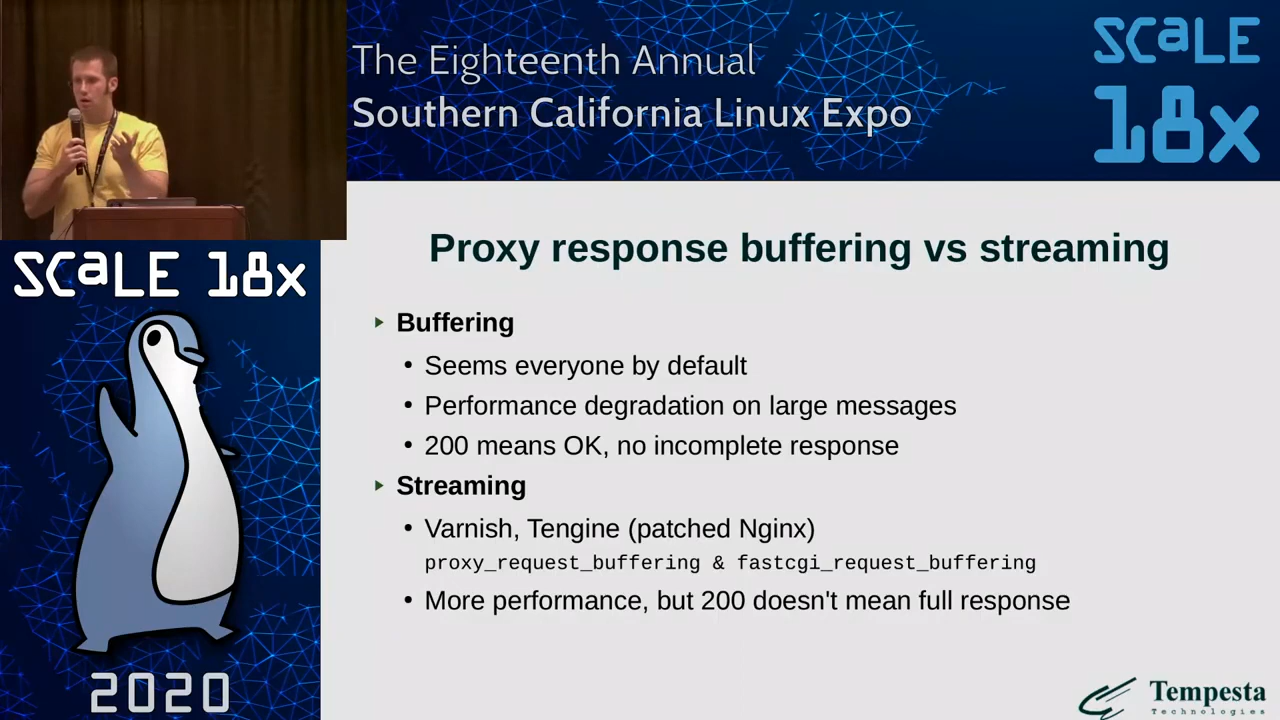 The Eighteenth Annual
Southern California Linux Expo
SCaLE
18x
SCaLE 18x
2020
Proxy response buffering vs streaming
Buffering
Seems everyone by default
Performance degradation on large messages
200 means OK, no incomplete response
Streaming
Varnish, Tengine (patched Nginx)
proxy_request_buffering & fastcgi_request_buffering
More performance, but 200 doesn't mean full response
Tempesta
Technologies